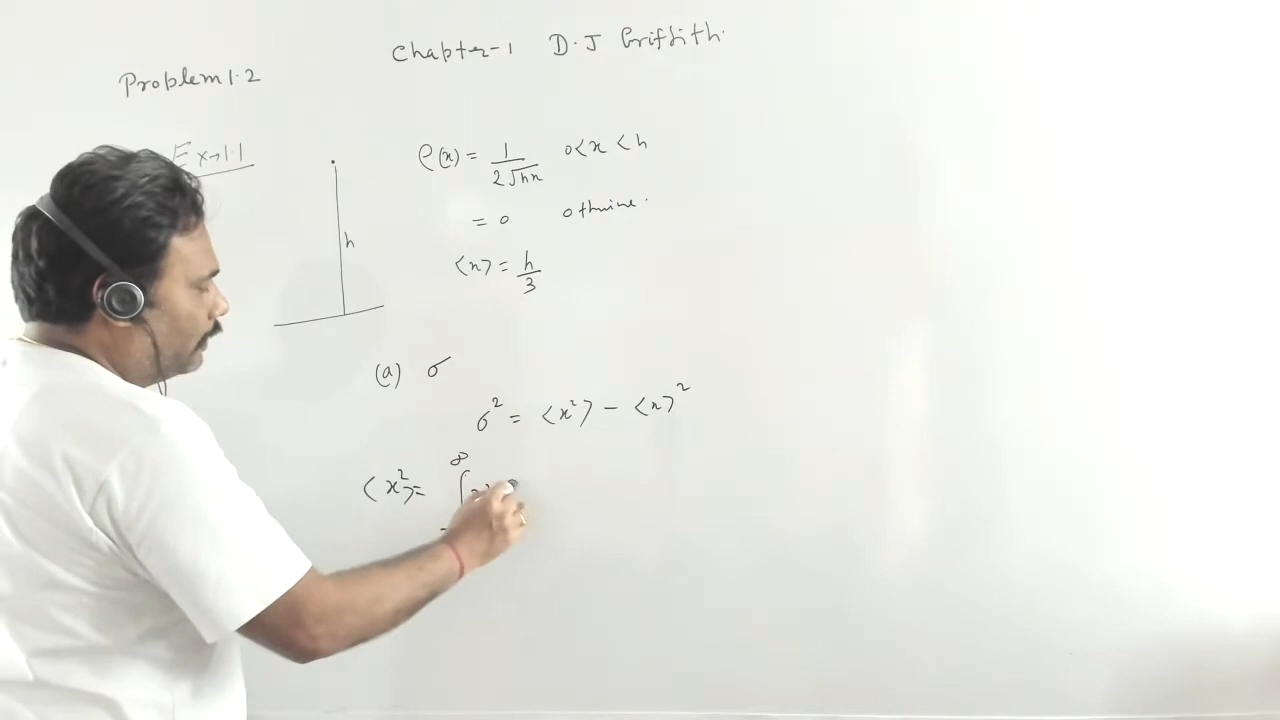 Chapter-1 D.J Griffith.
Problem 1.2
Ex→1.1
ρ(x) = 1/2√hx 0<x<h
= 0 othwine.
h
<x> = h/3
(a) σ
σ² = <x²> - <x>²
<x²> = ∫ ∞